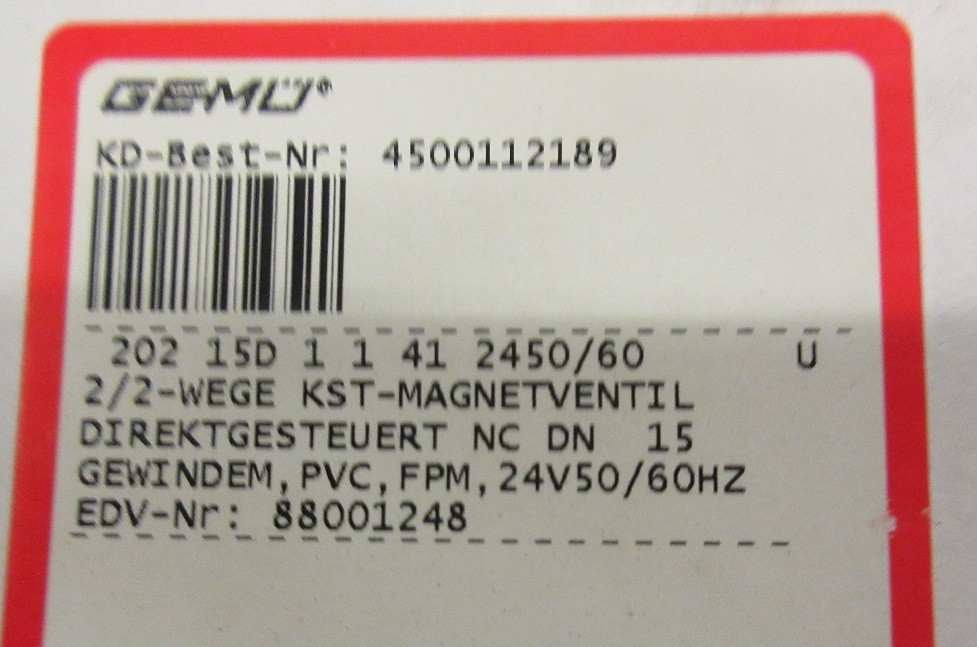 GEMÜ®
KD-Best-Nr: 4500112189
202 15D 1 1 41 2450/60 U
2/2-WEGE KST-MAGNETVENTIL
DIREKTGESTEUERT NC DN 15
GEWINDEM,PVC,FPM,24V50/60HZ
EDV-Nr: 88001248